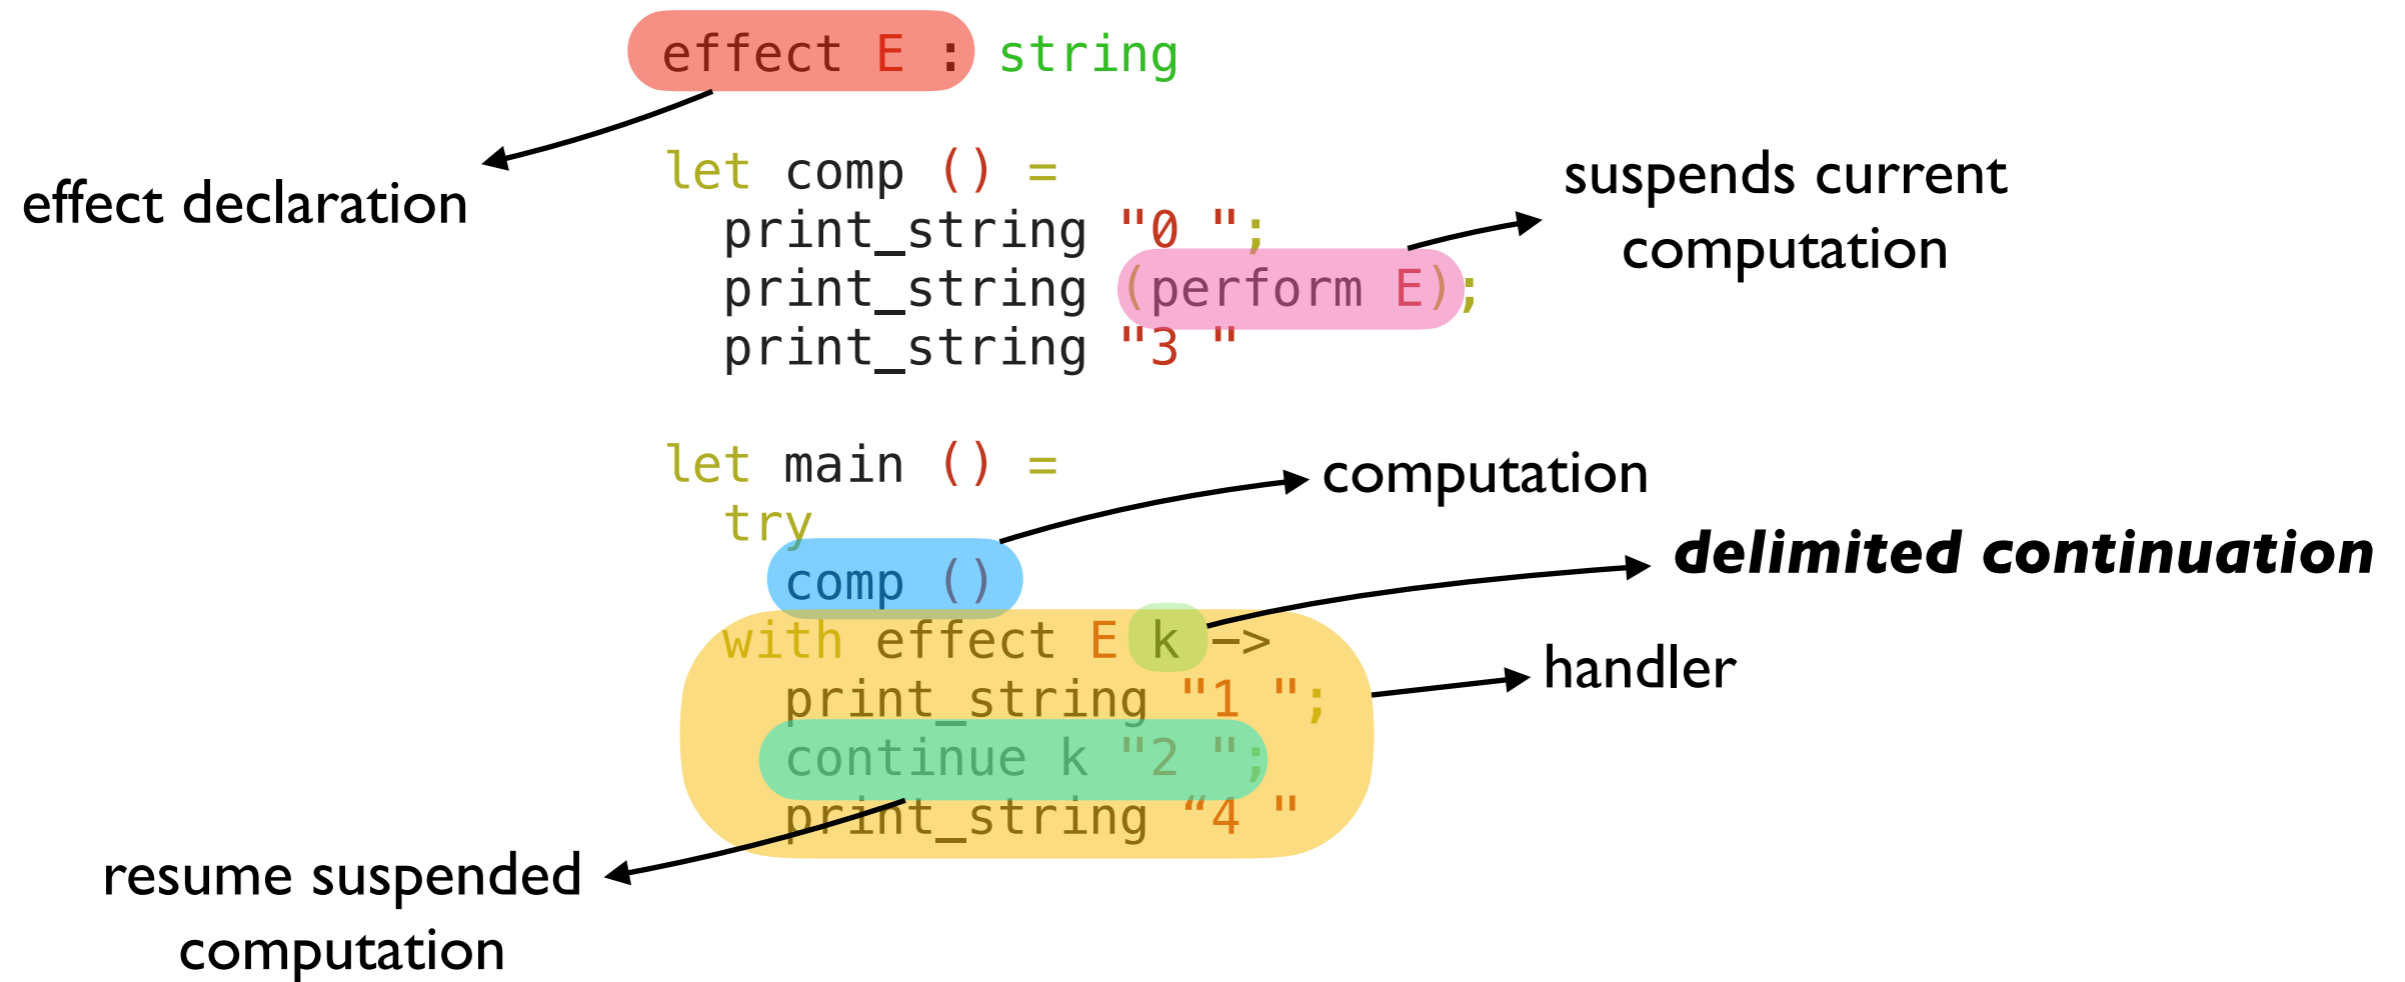 effect E : string
effect declaration
let comp () =
print_string "0 ";
print_string (perform E);
print_string "3 "
suspends current
computation
let main () =
try
comp ()
with effect E k ->
print_string "1 ";
continue k "2 ";
print_string “4 "
computation
delimited continuation
handler
resume suspended
computation